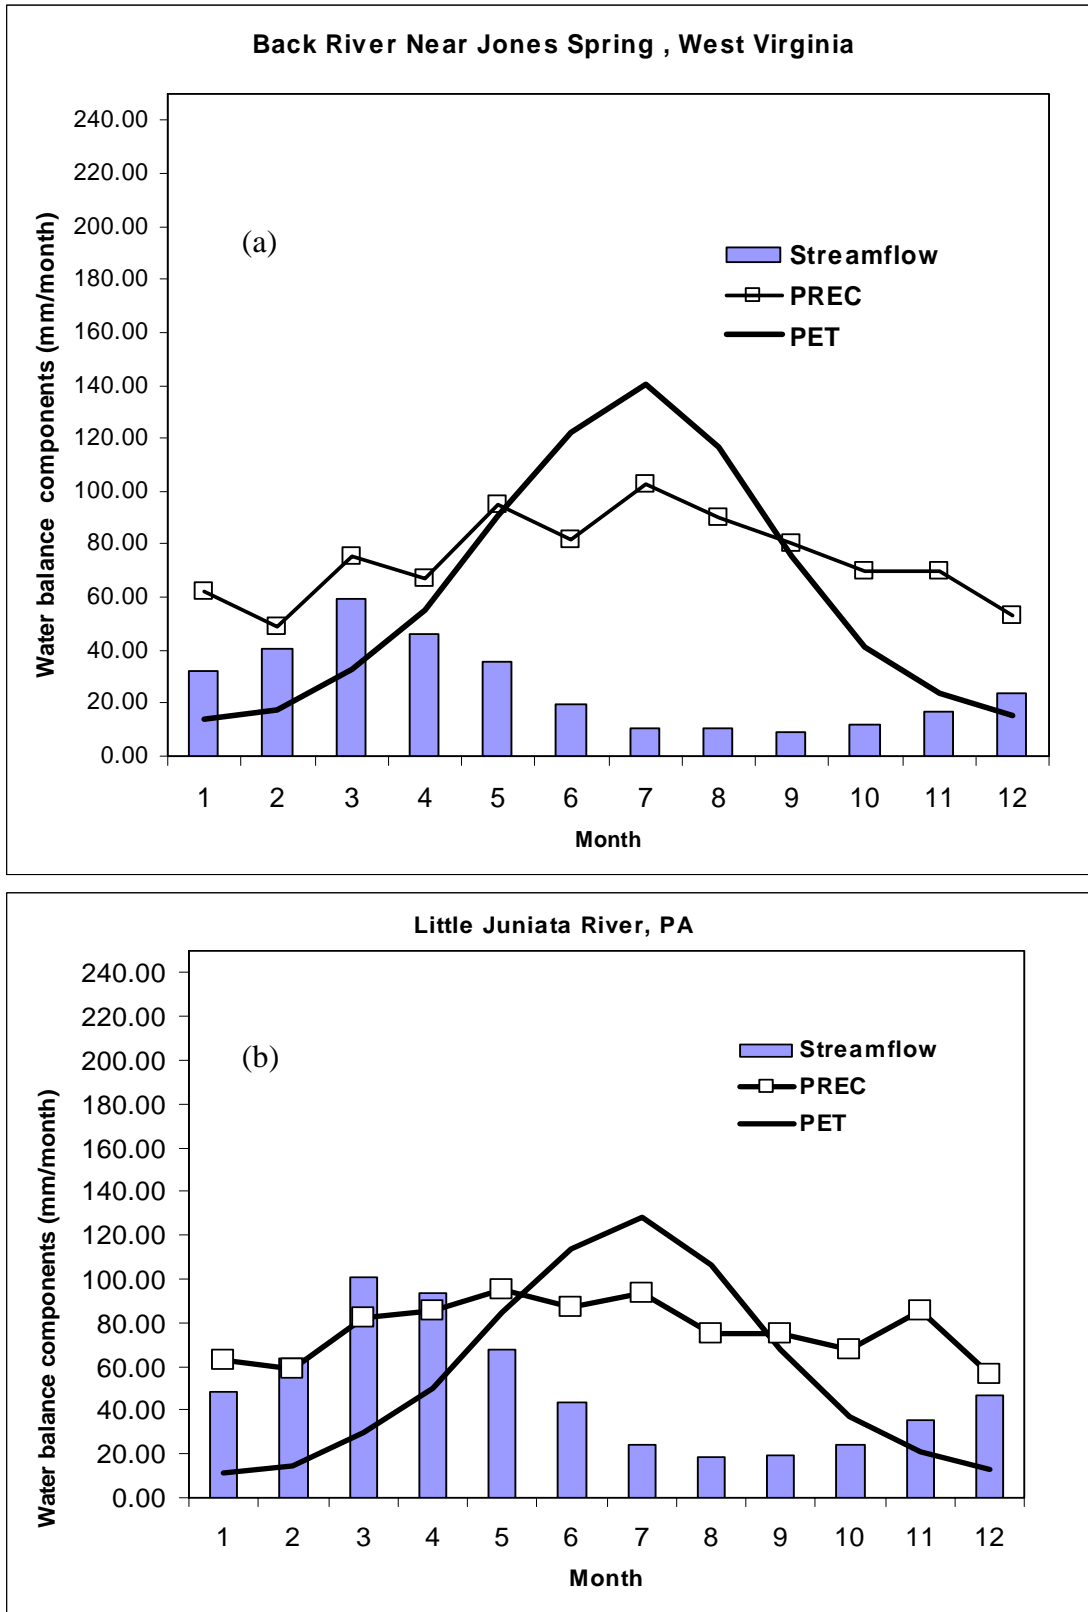 Back River Near Jones Spring , West Virginia
240.00
220.00
200.00
180.00
160.00
140.00
120.00
100.00
80.00
60.00
40.00
20.00
0.00
Water balance components (mm/month)
(a)
Streamflow
PREC
PET
1 2 3 4 5 6 7 8 9 10 11 12
Month
Little Juniata River, PA
240.00
220.00
200.00
180.00
160.00
140.00
120.00
100.00
80.00
60.00
40.00
20.00
0.00
Water balance components (mm/month)
(b)
Streamflow
PREC
PET
1 2 3 4 5 6 7 8 9 10 11 12
Month